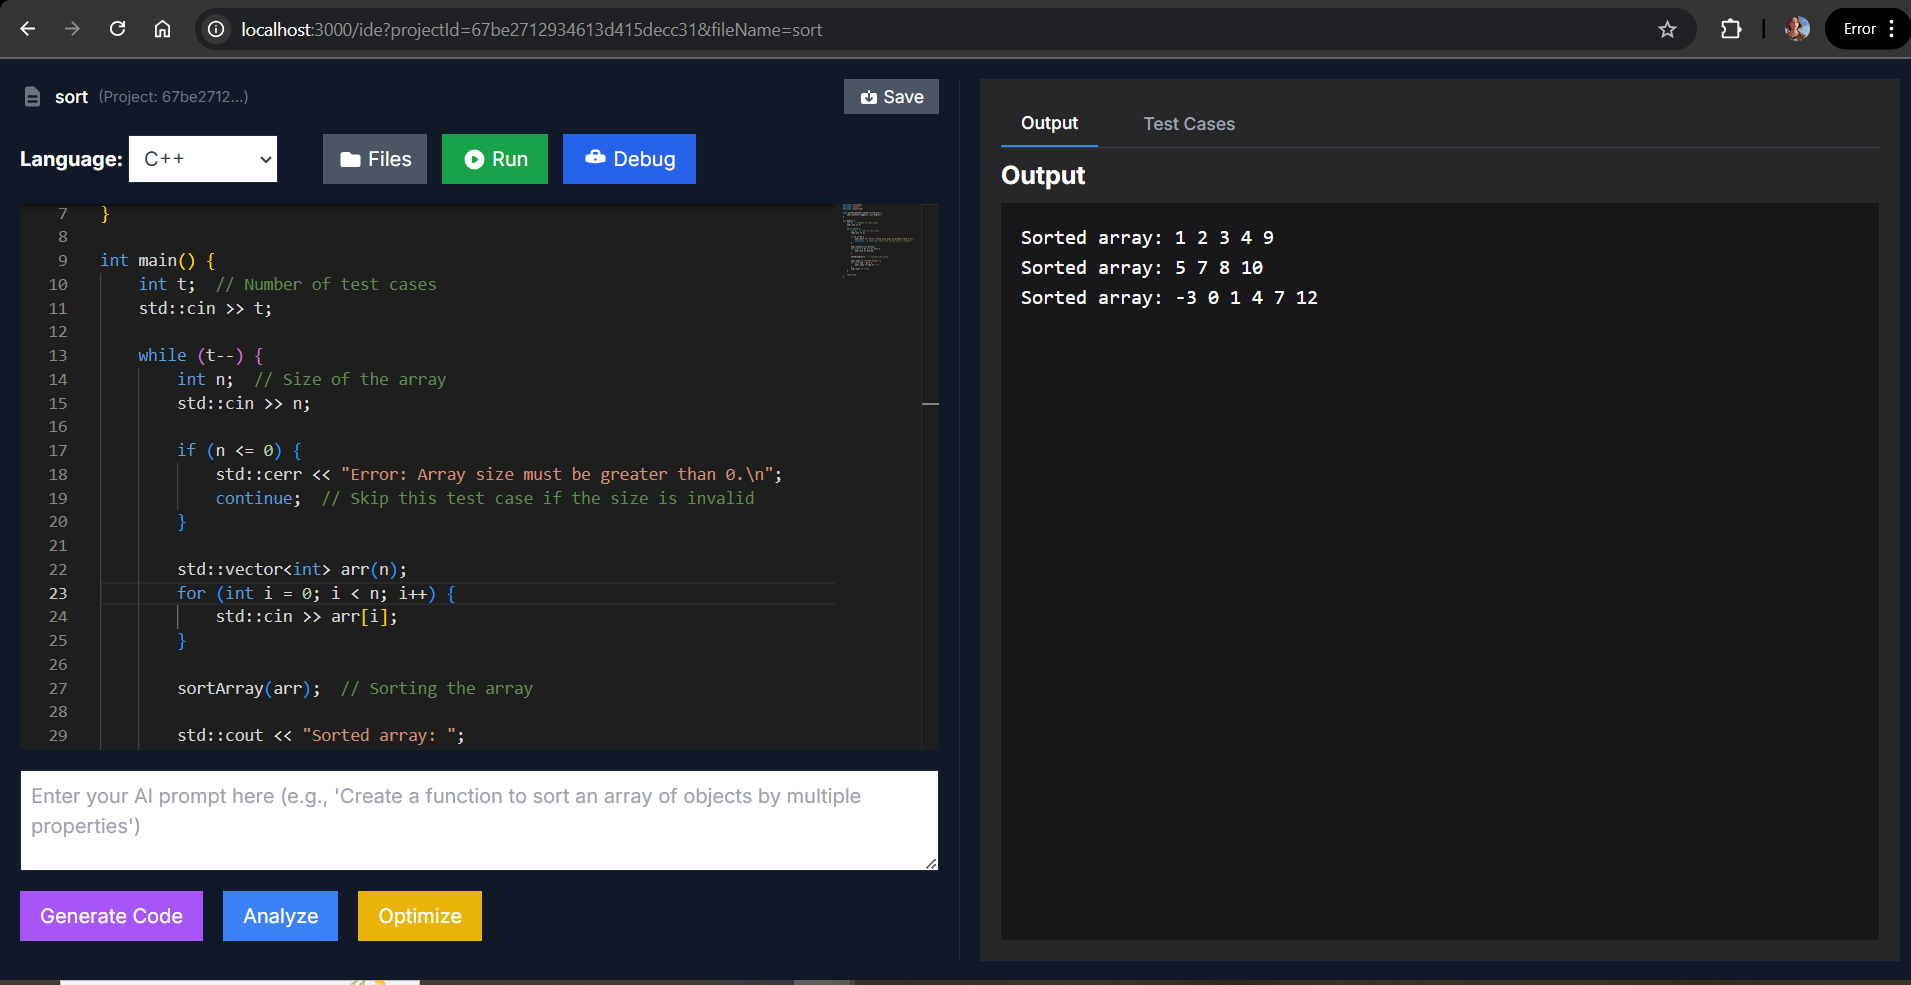 localhost:3000/ide?projectId=67be2712934613d415decc31&fileName=sort
Error
sort (Project: 67be2712...)
Save
Language: C++
Files
Run
Debug
7 }
8
9 int main() {
10 int t;  // Number of test cases
11 std::cin >> t;
12
13 while (t--) {
14 int n;  // Size of the array
15 std::cin >> n;
16
17 if (n <= 0) {
18 std::cerr << "Error: Array size must be greater than 0.\n";
19 continue;  // Skip this test case if the size is invalid
20 }
21
22 std::vector<int> arr(n);
23 for (int i = 0; i < n; i++) {
24 std::cin >> arr[i];
25 }
26
27 sortArray(arr);  // Sorting the array
28
29 std::cout << "Sorted array: ";
Enter your AI prompt here (e.g., 'Create a function to sort an array of objects by multiple
properties')
Generate Code
Analyze
Optimize
Output
Test Cases
Output
Sorted array: 1 2 3 4 9
Sorted array: 5 7 8 10
Sorted array: -3 0 1 4 7 12